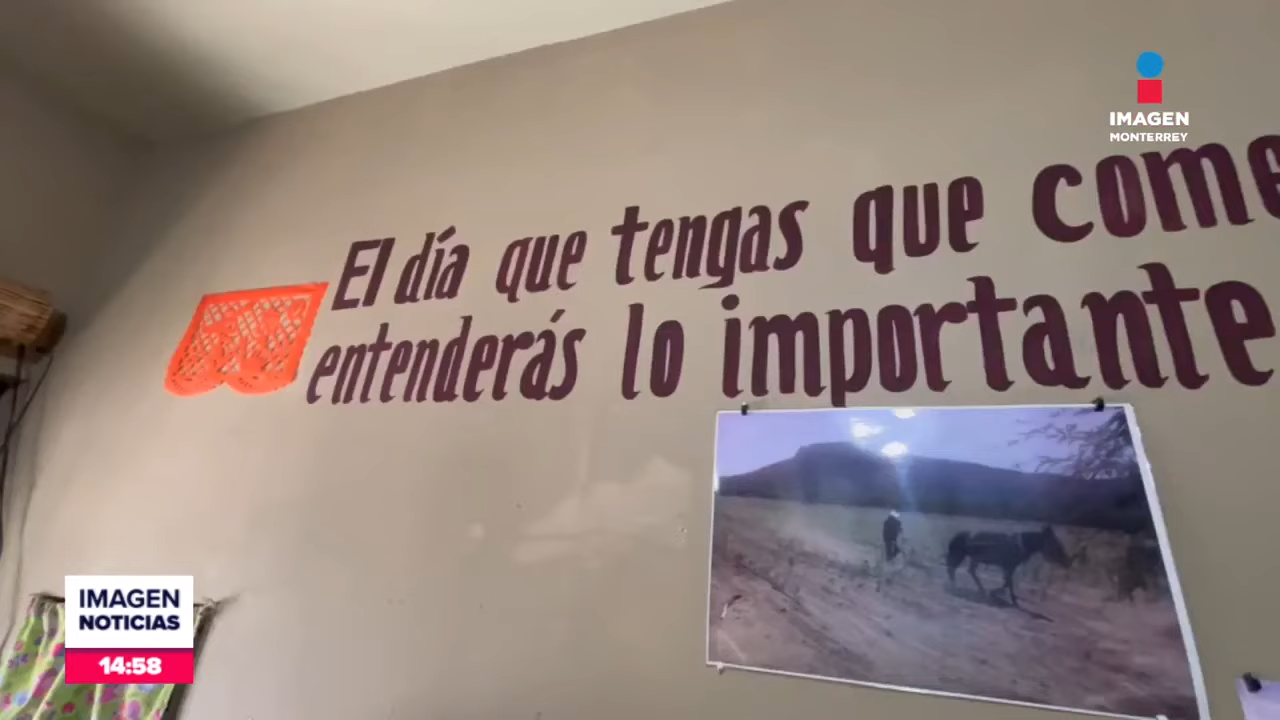 IMAGEN
MONTERREY
El día que tengas que come
entenderás lo importante
IMAGEN
NOTICIAS
14:58